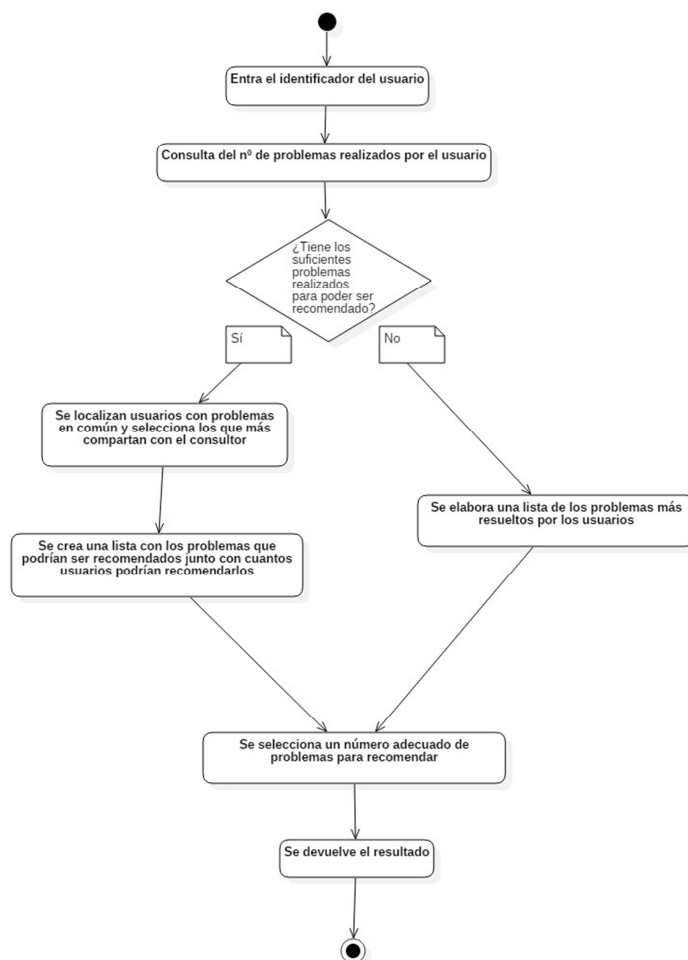 Entra el identificador del usuario
Consulta del nº de problemas realizados por el usuario
¿Tiene los
suficientes
problemas
realizados
para poder ser
recomendado?
Sí
No
Se localizan usuarios con problemas
en común y selecciona los que más
compartan con el consultor
Se elabora una lista de los problemas más
resueltos por los usuarios
Se crea una lista con los problemas que
podrían ser recomendados junto con cuantos
usuarios podrían recomendarlos
Se selecciona un número adecuado de
problemas para recomendar
Se devuelve el resultado